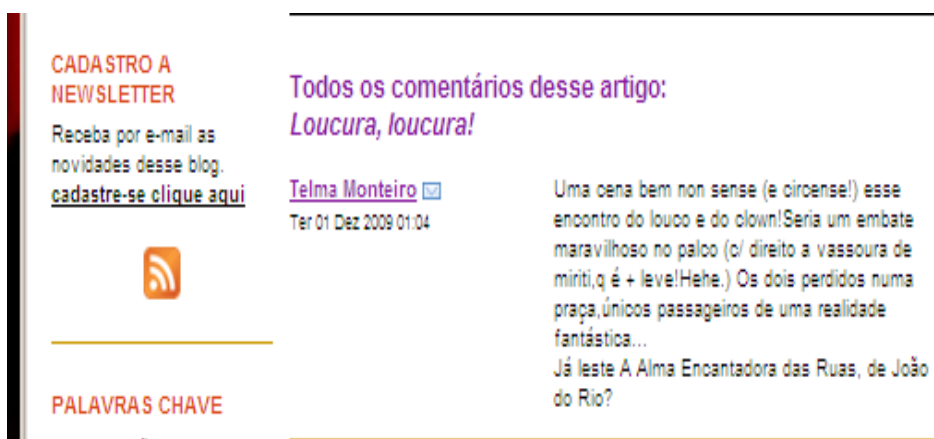 CADASTRO A
NEWSLETTER
Receba por e-mail as
novidades desse blog.
cadastre-se clique aqui
PALAVRAS CHAVE
Todos os comentários desse artigo:
Loucura, loucura!
Telma Monteiro
Ter 01 Dez 2009 01:04
Uma cena bem non sense (e circense!) esse
encontro do louco e do clown!Seria um embate
maravilhoso no palco (c/ direito a vassoura de
miriti,q é + leve!Hehe.) Os dois perdidos numa
praça,únicos passageiros de uma realidade
fantástica...
Já leste A Alma Encantadora das Ruas, de João
do Rio?